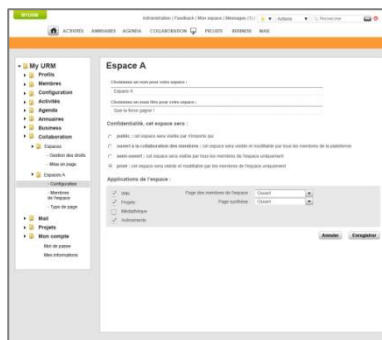 MYURM
Administration | Feedback | Mon espace | Messages (1) | Actions Rechercher
ACTIVITÉS ANNUAIRES AGENDA COLLABORATION PROJETS BUSINESS MAIL
My URM
Profils
Membres
Configuration
Activités
Agenda
Annuaires
Business
Collaboration
Espaces
- Gestion des droits
- Mise en page
Espaces A
- Configuration
- Membres de l'espace
- Type de page
Mail
Projets
Mon compte
Mot de passe
Mes informations
Espace A
Choisissez un nom pour votre espace :
Espace A
Choisissez un sous titre pour votre espace :
Que la force gagne !
Confidentialité, cet espace sera :
public : cet espace sera visible par n'importe qui
ouvert à la collaboration des membres : cet espace sera visible et modifiable par tous les membres de la plateforme
semi-ouvert : cet espace sera visible par tous les membres de l'espace uniquement
privé : cet espace sera visible et modifiable par les membres de l'espace uniquement
Applications de l'espace :
Wiki Page des membres de l'espace : Ouvert
Projets Page synthèse : Ouvert
Médiathèque
Evènements
Annuler Enregistrer